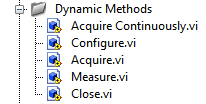 Dynamic Methods
Acquire Continuously.vi
Configure.vi
Acquire.vi
Measure.vi
Close.vi